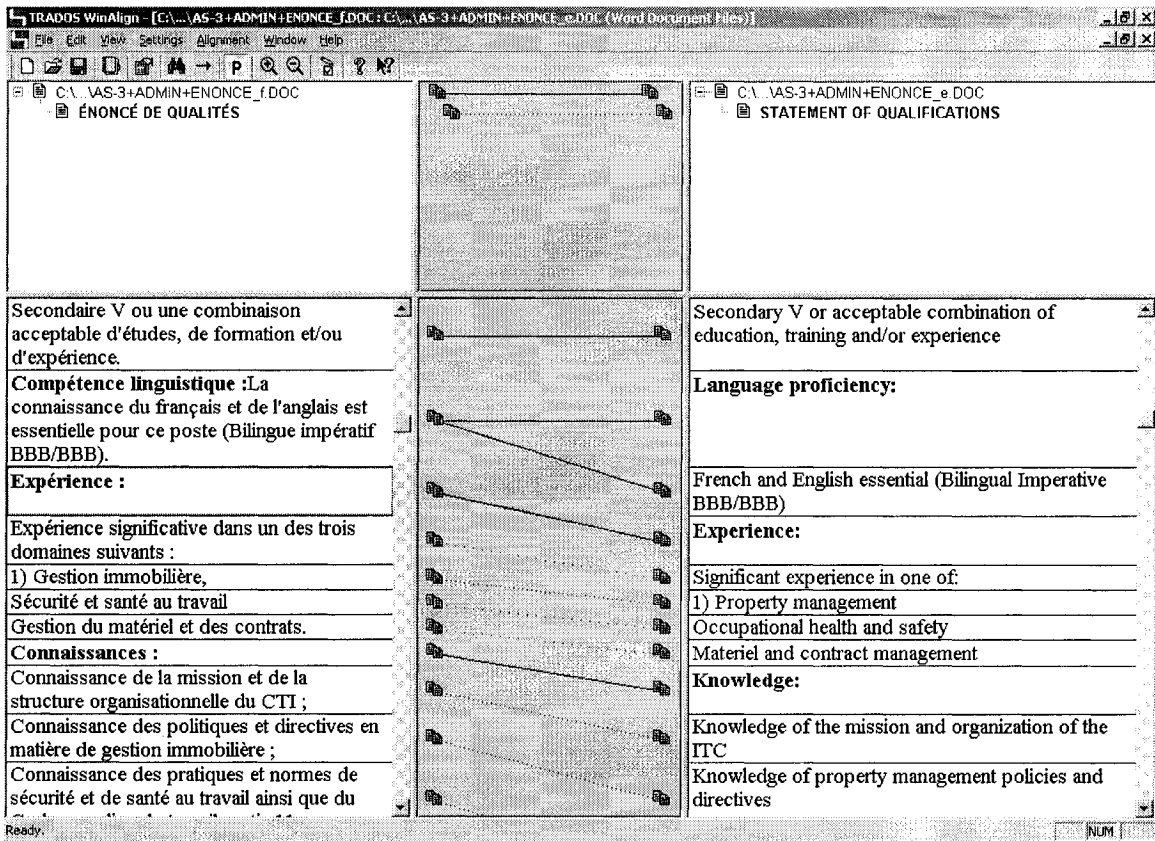 TRADOS WinAlign - [C:\...\AS-3+ADMIN+ENONCE_f.DOC : C:\...\AS-3+ADMIN+ENONCE_e.DOC (Word Document Files)]
File Edit View Settings Alignment Window Help
P
C:\...\AS-3+ADMIN+ENONCE_f.DOC
ÉNONCÉ DE QUALITÉS
C:\...\AS-3+ADMIN+ENONCE_e.DOC
STATEMENT OF QUALIFICATIONS
Secondaire V ou une combinaison
acceptable d'études, de formation et/ou
d'expérience.
Compétence linguistique :La
connaissance du français et de l'anglais est
essentielle pour ce poste (Bilingue impératif
BBB/BBB).
Expérience :
Expérience significative dans un des trois
domaines suivants :
1) Gestion immobilière,
Sécurité et santé au travail
Gestion du matériel et des contrats.
Connaissances :
Connaissance de la mission et de la
structure organisationnelle du CTI ;
Connaissance des politiques et directives en
matière de gestion immobilière ;
Connaissance des pratiques et normes de
sécurité et de santé au travail ainsi que du
Secondary V or acceptable combination of
education, training and/or experience
Language proficiency:
French and English essential (Bilingual Imperative
BBB/BBB)
Experience:
Significant experience in one of:
1) Property management
Occupational health and safety
Materiel and contract management
Knowledge:
Knowledge of the mission and organization of the
ITC
Knowledge of property management policies and
directives
Ready.
NUM